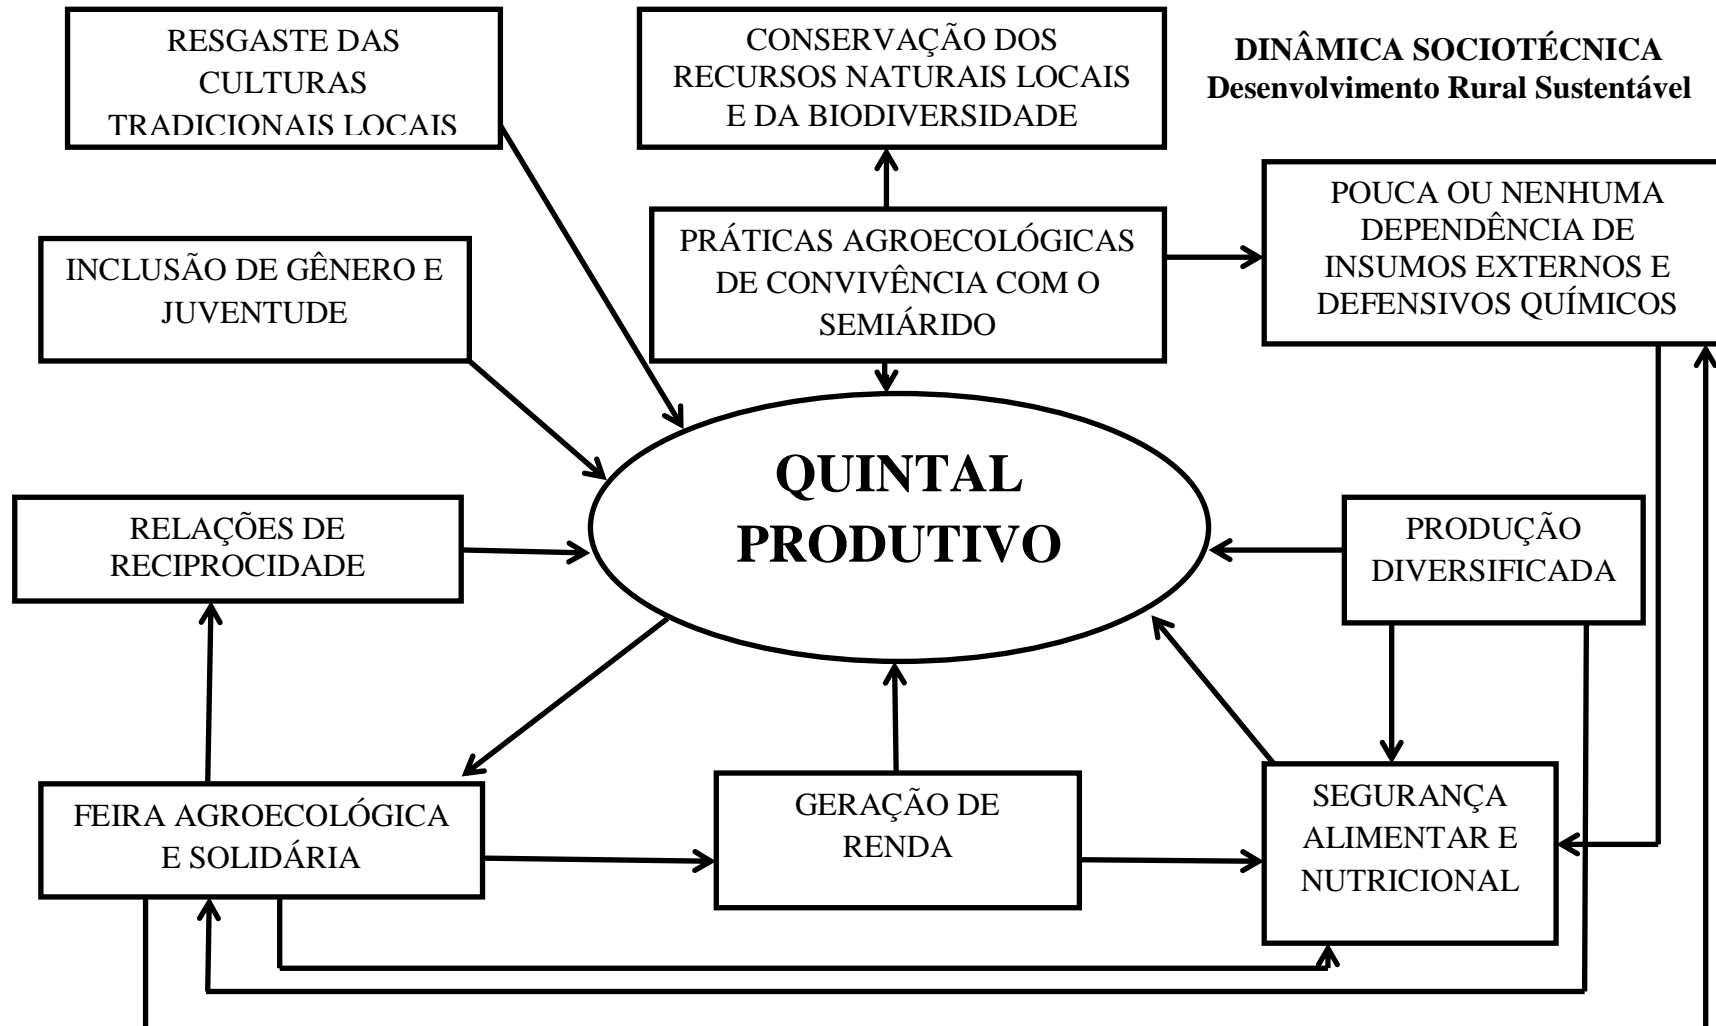 RESGASTE DAS
CULTURAS
TRADICIONAIS LOCAIS
CONSERVAÇÃO DOS
RECURSOS NATURAIS LOCAIS
E DA BIODIVERSIDADE
DINÂMICA SOCIOTÉCNICA
Desenvolvimento Rural Sustentável
INCLUSÃO DE GÊNERO E
JUVENTUDE
PRÁTICAS AGROECOLÓGICAS
DE CONVIVÊNCIA COM O
SEMIÁRIDO
POUCA OU NENHUMA
DEPENDÊNCIA DE
INSUMOS EXTERNOS E
DEFENSIVOS QUÍMICOS
QUINTAL
PRODUTIVO
RELAÇÕES DE
RECIPROCIDADE
PRODUÇÃO
DIVERSIFICADA
FEIRA AGROECOLÓGICA
E SOLIDÁRIA
GERAÇÃO DE
RENDA
SEGURANÇA
ALIMENTAR E
NUTRICIONAL